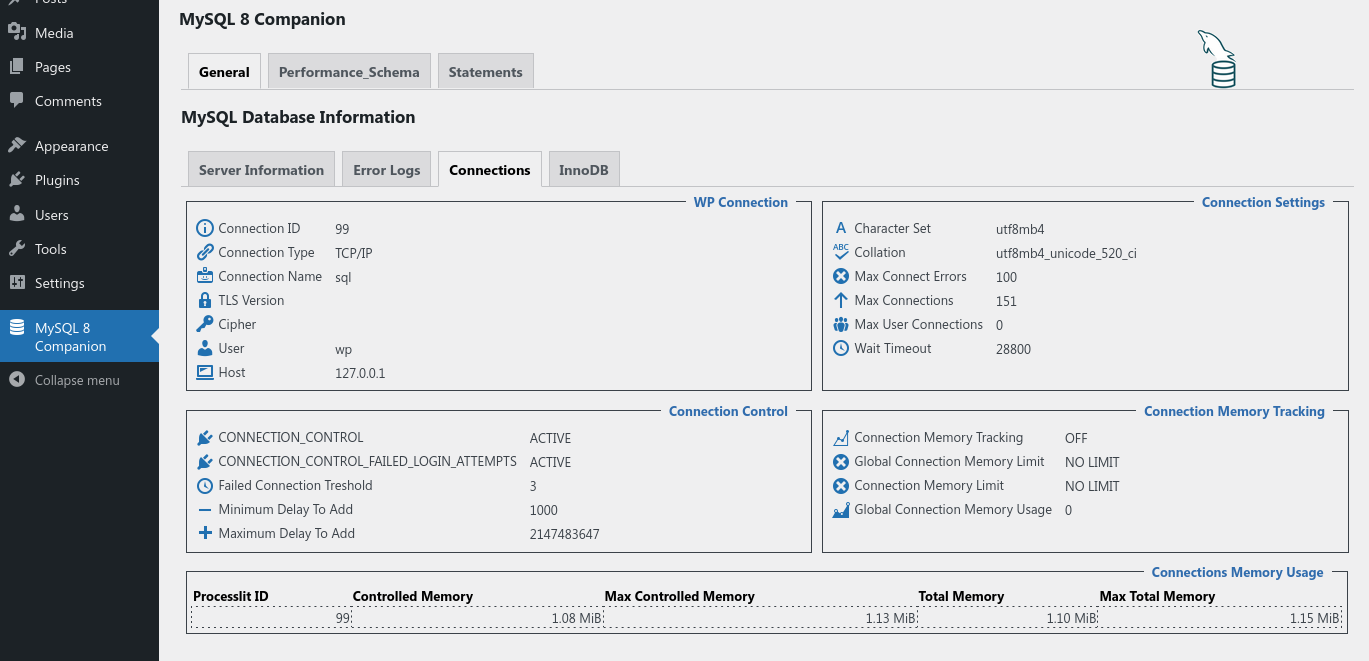 Posts
Media
Pages
Comments
Appearance
Plugins
Users
Tools
Settings
MySQL 8
Companion
Collapse menu
MySQL 8 Companion
General Performance_Schema Statements
MySQL Database Information
Server Information Error Logs Connections InnoDB
WP Connection
Connection ID 99
Connection Type TCP/IP
Connection Name sql
TLS Version
Cipher
User wp
Host 127.0.0.1
Connection Settings
A Character Set utf8mb4
ABC Collation utf8mb4_unicode_520_ci
Max Connect Errors 100
Max Connections 151
Max User Connections 0
Wait Timeout 28800
Connection Control
CONNECTION_CONTROL ACTIVE
CONNECTION_CONTROL_FAILED_LOGIN_ATTEMPTS ACTIVE
Failed Connection Treshold 3
Minimum Delay To Add 1000
Maximum Delay To Add 2147483647
Connection Memory Tracking
Connection Memory Tracking OFF
Global Connection Memory Limit NO LIMIT
Connection Memory Limit NO LIMIT
Global Connection Memory Usage 0
Connections Memory Usage
Processlit ID Controlled Memory Max Controlled Memory Total Memory Max Total Memory
99 1.08 MiB 1.13 MiB 1.10 MiB 1.15 MiB